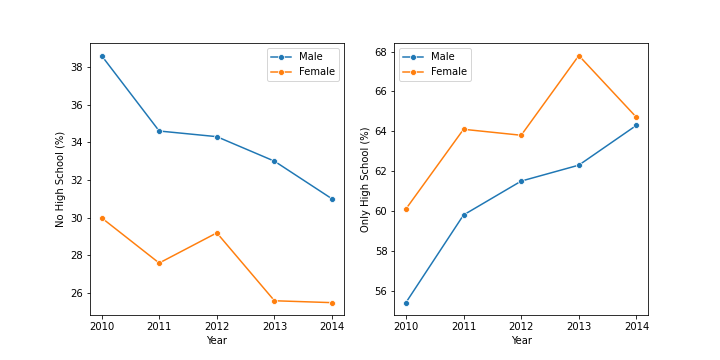 No High School (%)
38
36
34
32
30
28
26
2010 2011 2012 2013 2014
Year
Male
Female
Only High School (%)
68
66
64
62
60
58
56
2010 2011 2012 2013 2014
Year
Male
Female